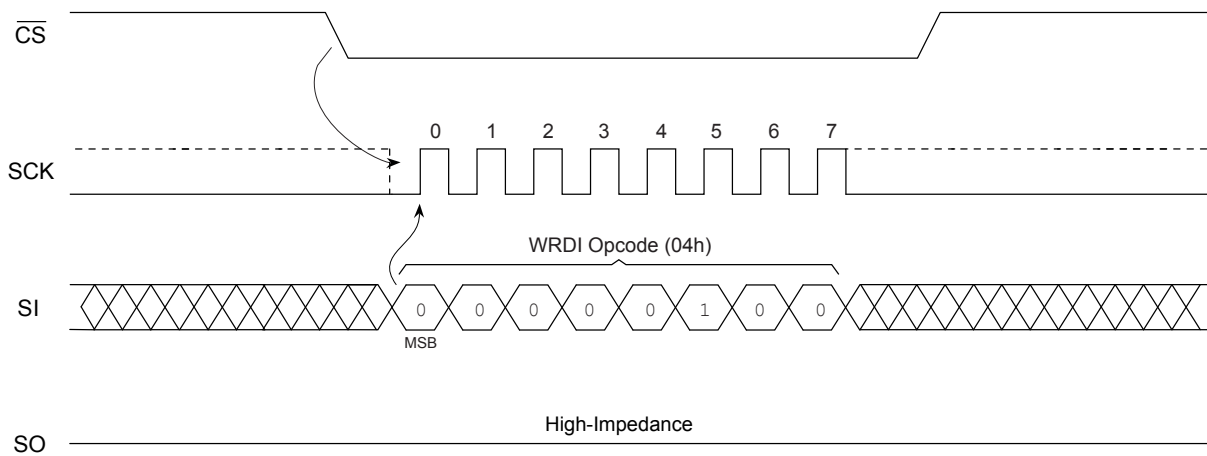 C̅S̅
0 1 2 3 4 5 6 7
SCK
WRDI Opcode (04h)
SI
0 0 0 0 0 1 0 0
MSB
High-Impedance
SO